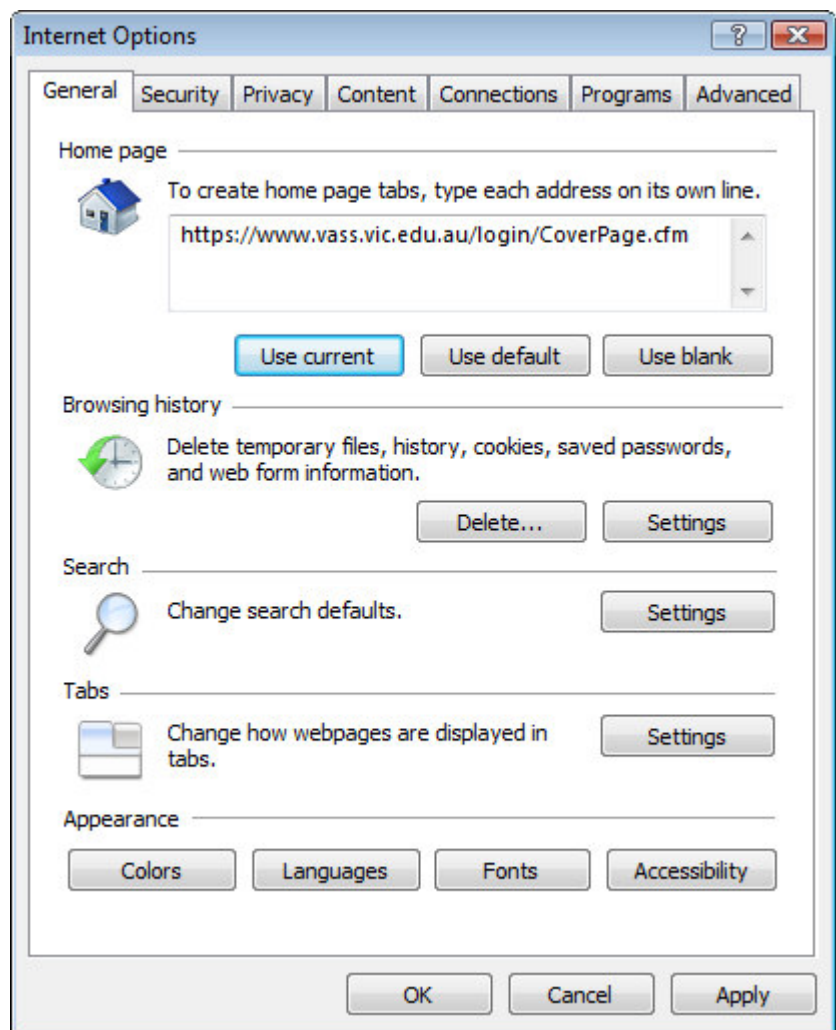 Internet Options
General Security Privacy Content Connections Programs Advanced
Home page
To create home page tabs, type each address on its own line.
https://www.vass.vic.edu.au/login/CoverPage.cfm
Use current Use default Use blank
Browsing history
Delete temporary files, history, cookies, saved passwords,
and web form information.
Delete... Settings
Search
Change search defaults. Settings
Tabs
Change how webpages are displayed in
tabs.
Settings
Appearance
Colors Languages Fonts Accessibility
OK Cancel Apply